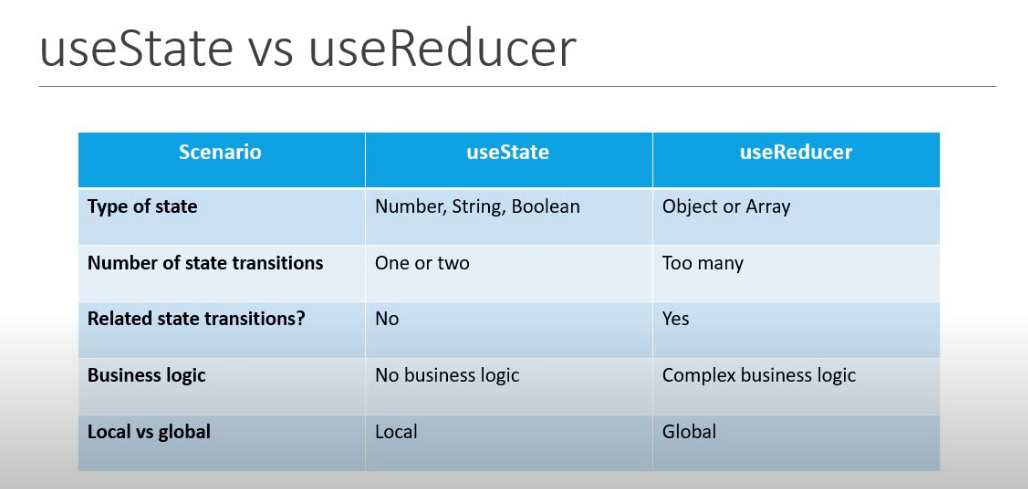 useState vs useReducer
Scenario useState useReducer
Type of state Number, String, Boolean Object or Array
Number of state transitions One or two Too many
Related state transitions? No Yes
Business logic No business logic Complex business logic
Local vs global Local Global